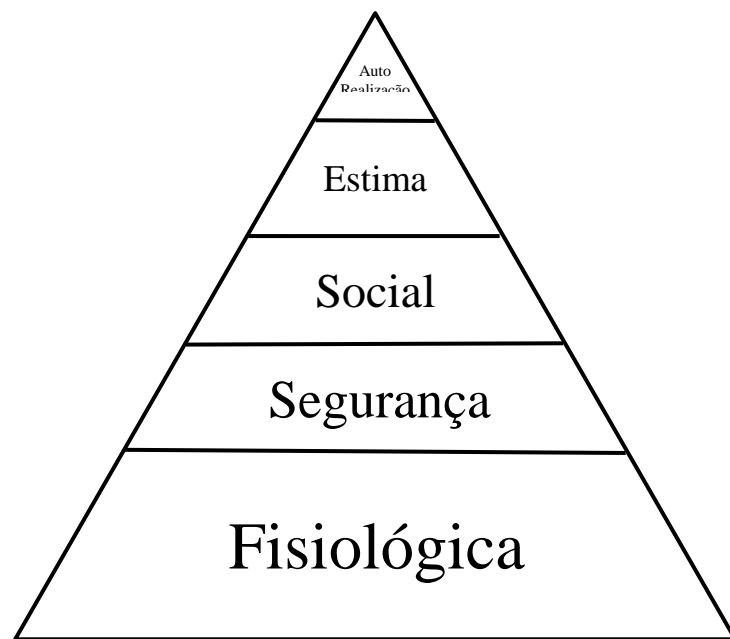 Auto
Realização
Estima
Social
Segurança
Fisiológica